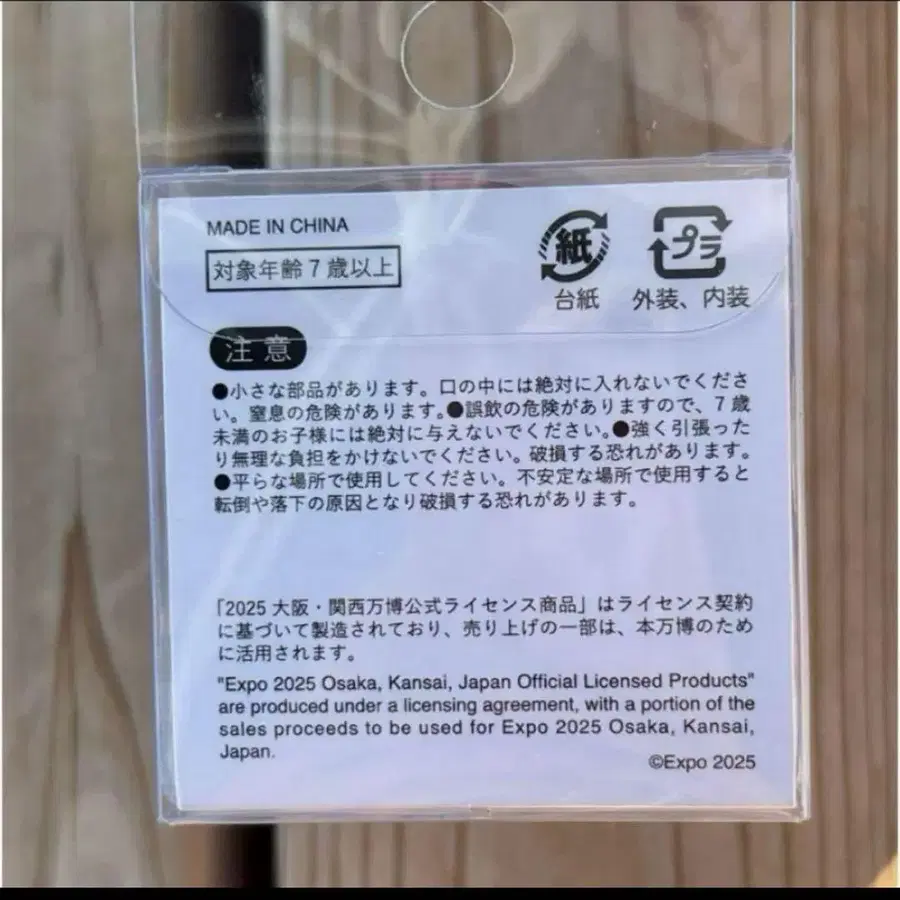 MADE IN CHINA
対象年齢7歳以上
紙
プラ
台紙
外装、内装
注意
●小さな部品があります。口の中には絶対に入れないでくださ
い。窒息の危険があります。●誤飲の危険がありますので、7歳
未満のお子様には絶対に与えないでください。●強く引張った
り無理な負担をかけないでください。破損する恐れがあります。
●平らな場所で使用してください。不安定な場所で使用すると
転倒や落下の原因となり破損する恐れがあります。
「2025 大阪・関西万博公式ライセンス商品」はライセンス契約
に基づいて製造されており、売り上げの一部は、本万博のため
に活用されます。
"Expo 2025 Osaka, Kansai, Japan Official Licensed Products"
are produced under a licensing agreement, with a portion of the
sales proceeds to be used for Expo 2025 Osaka, Kansai,
Japan.
©Expo 2025